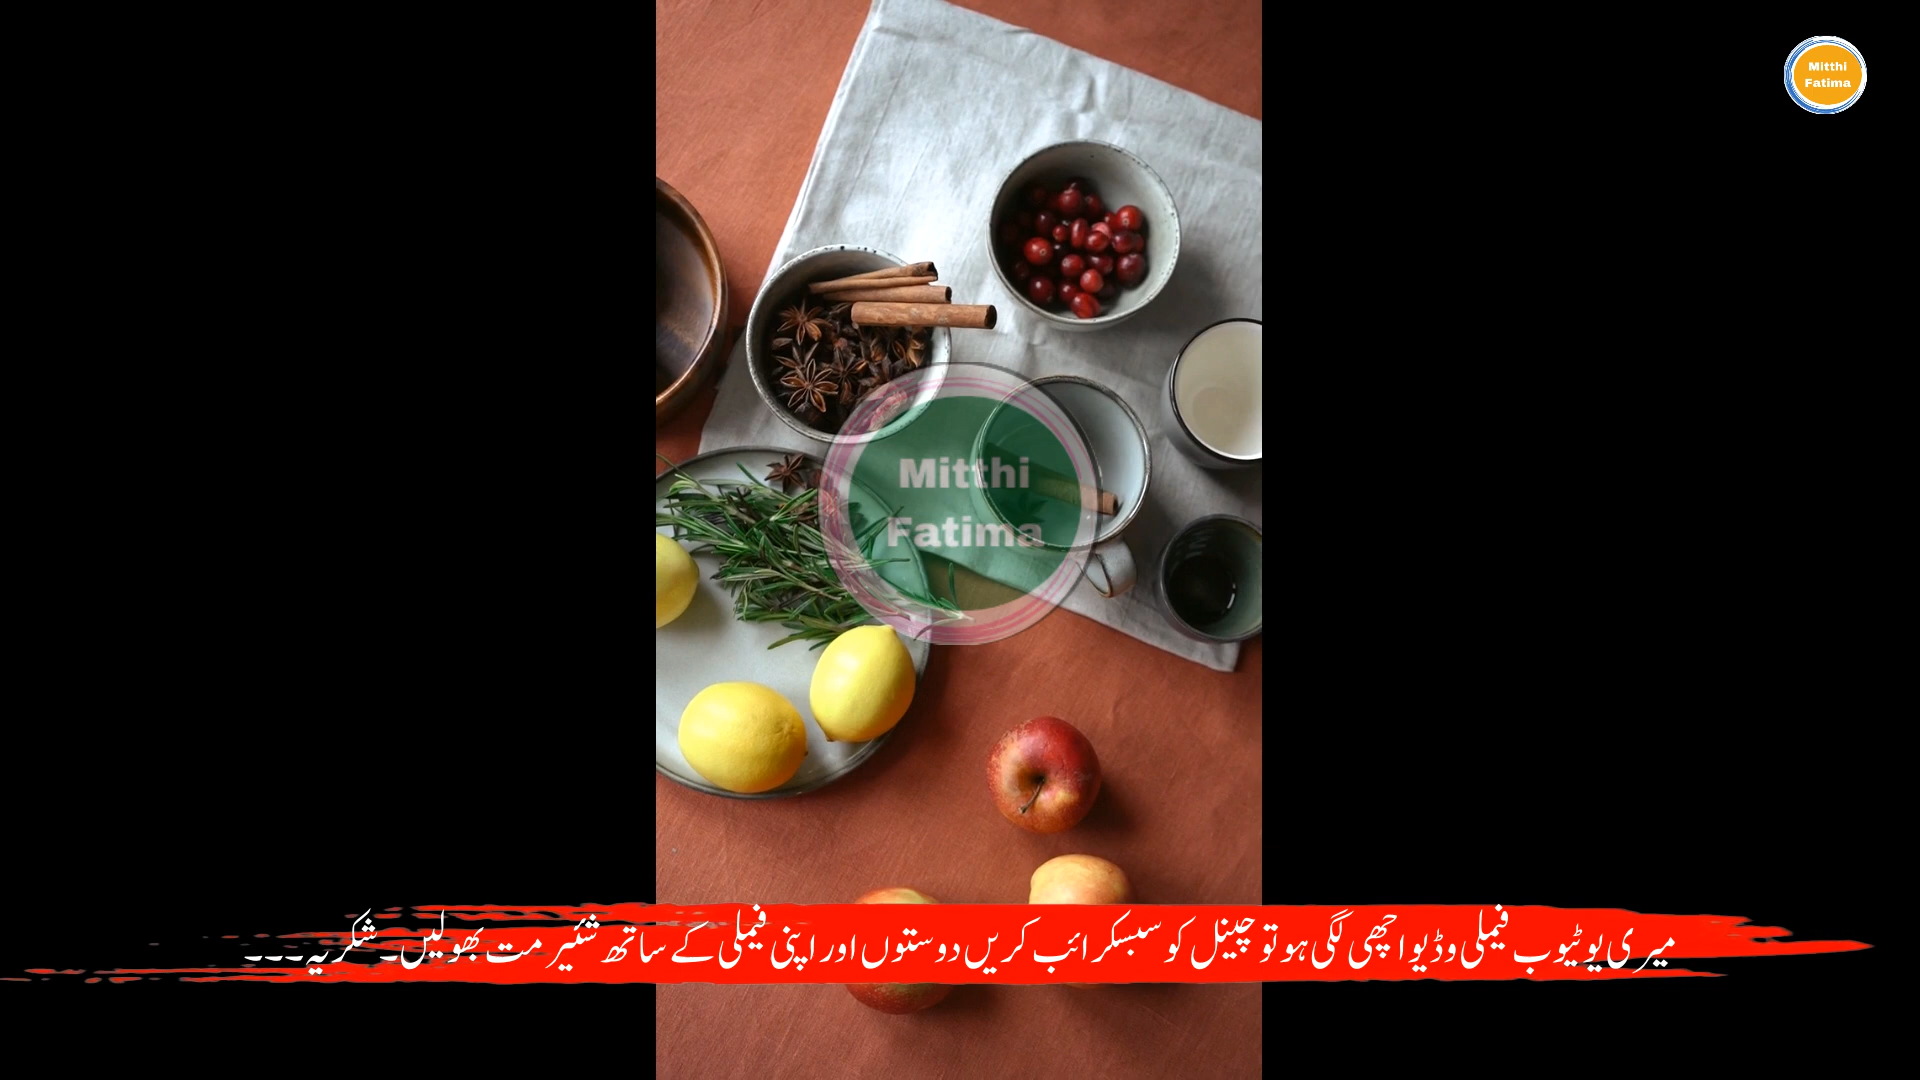 Mitthi
Fatima
Mitthi
Fatima
میری یوٹیوب فیملی وڈیو اچھی لگی ہو تو چینل کو سبسکرائب کریں دوستوں اور اپنی فیملی کے ساتھ شئیر مت بھولیں۔ شکریہ۔۔۔